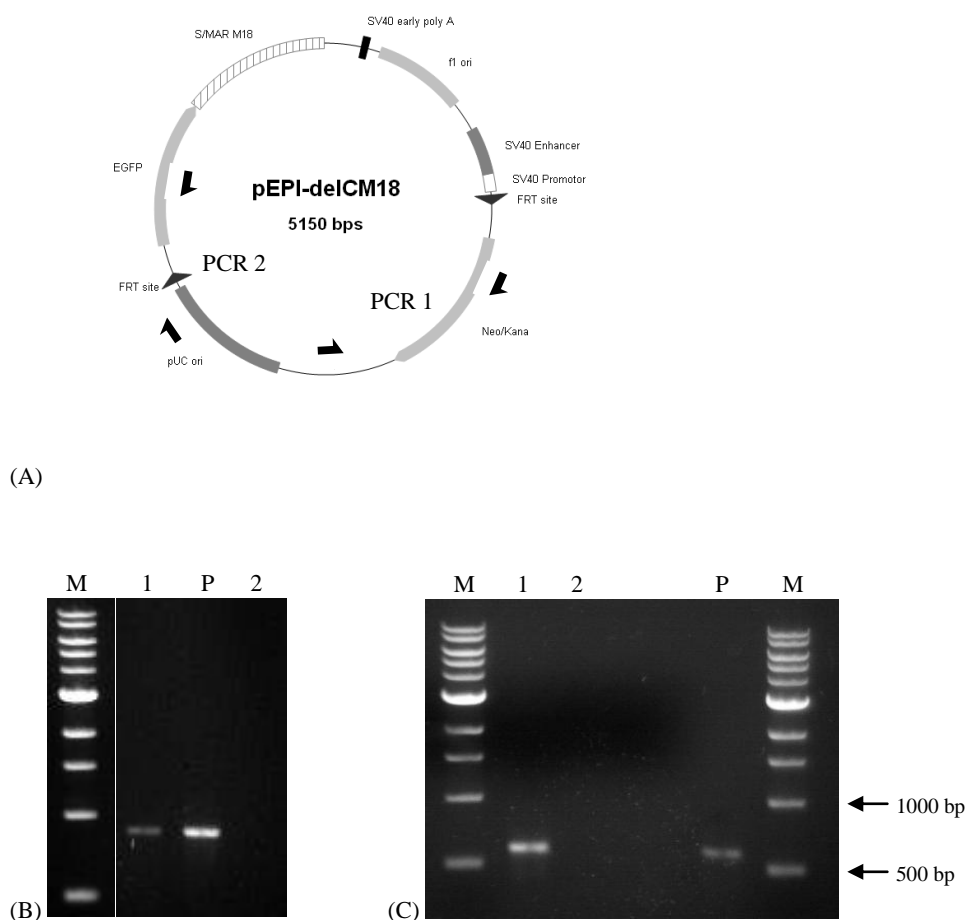 SV40 early poly A
S/MAR M18
f1 ori
SV40 Enhancer
EGFP
pEPI-delCM18
SV40 Promotor
FRT site
5150 bps
PCR 2
FRT site
PCR 1
Neo/Kana
pUC ori
(A)
M 1 P 2
M 1 2 P M
1000 bp
500 bp
(B)
(C)